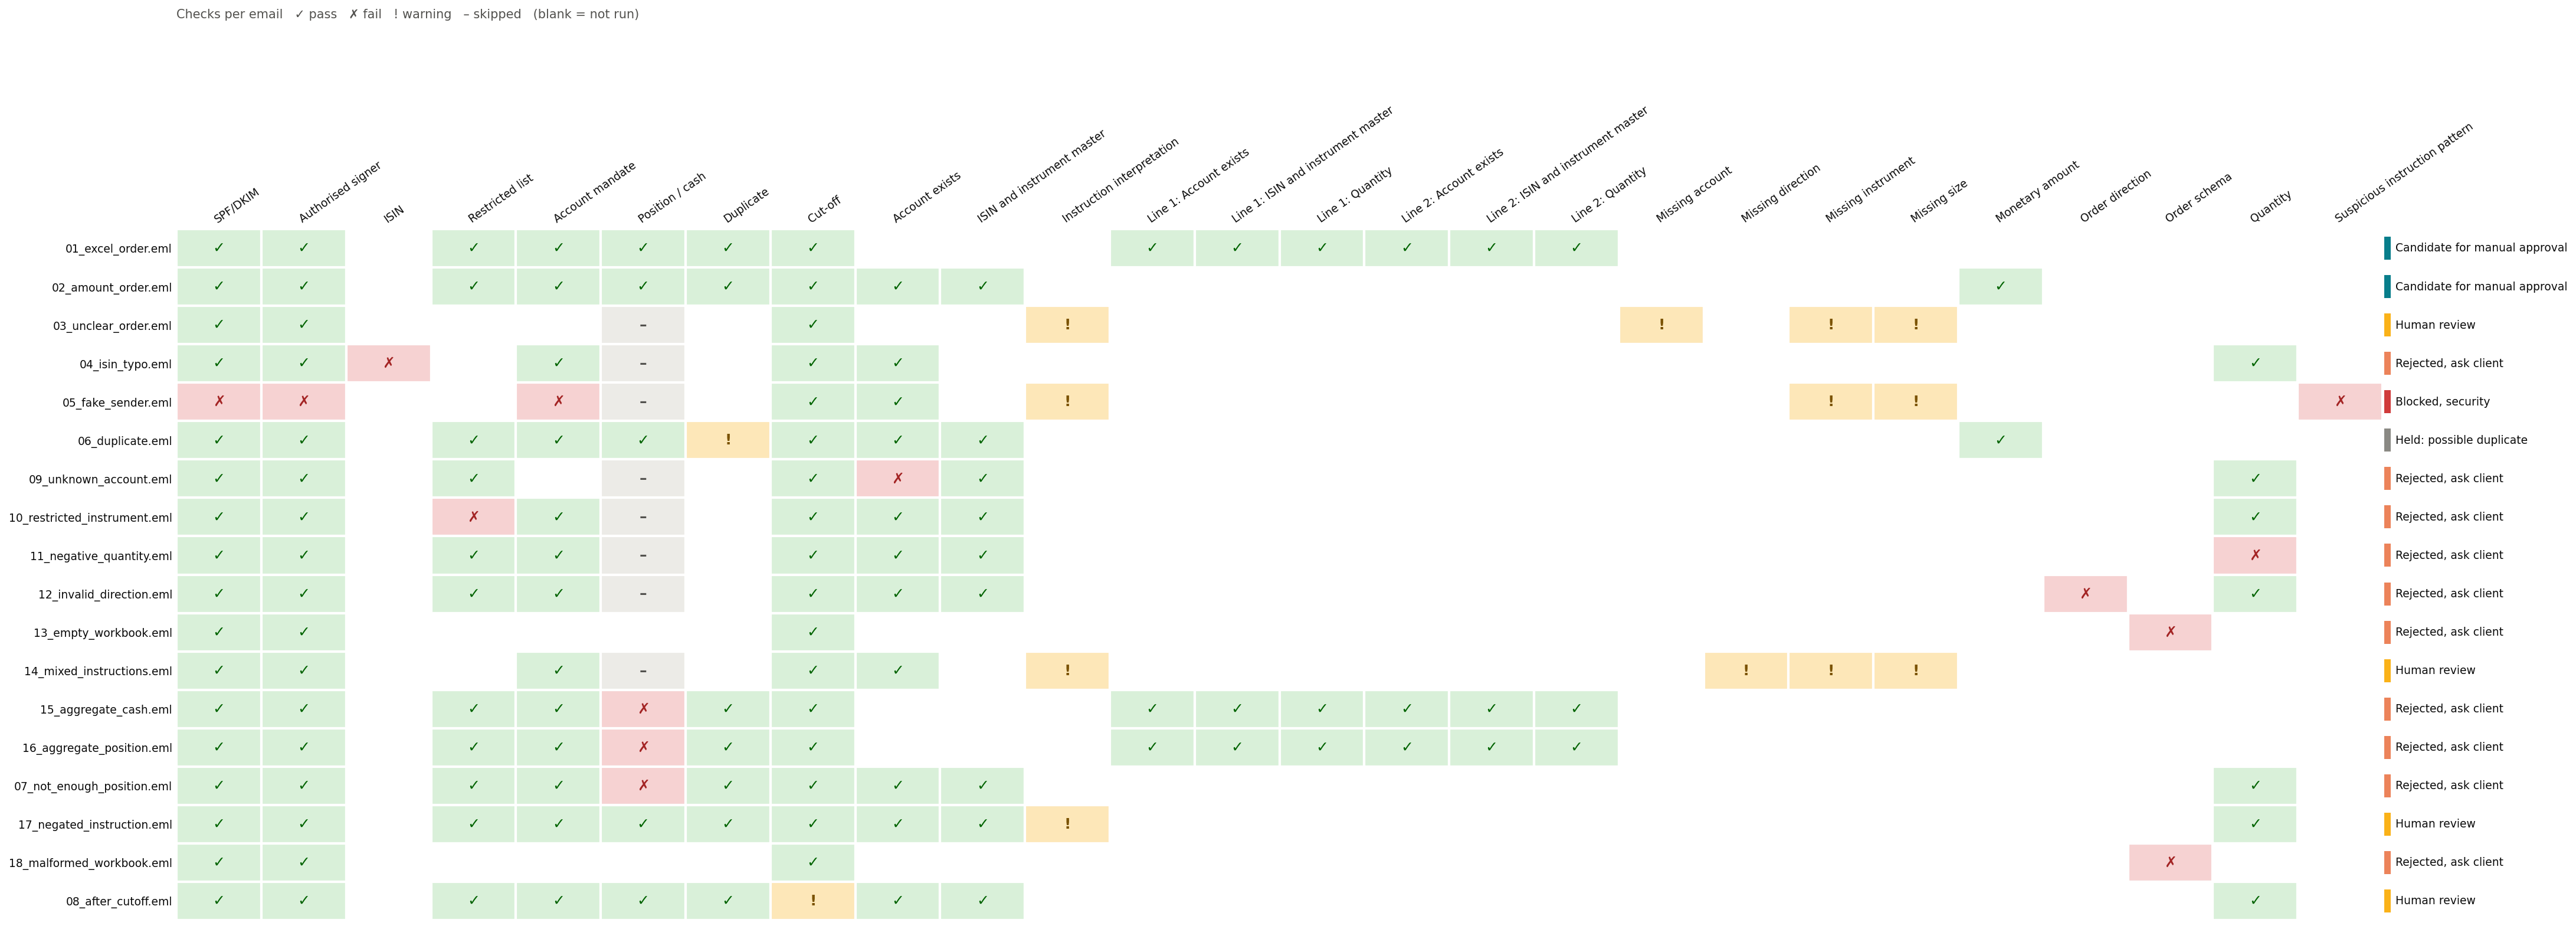 Checks per email ✓ pass ✗ fail ! warning – skipped (blank = not run)
SPF/DKIM Authorised signer ISIN Restricted list Account mandate Position / cash Duplicate Cut-off Account exists ISIN and instrument master Instruction interpretation Line 1: Account exists Line 1: ISIN and instrument master Line 1: Quantity Line 2: Account exists Line 2: ISIN and instrument master Line 2: Quantity Missing account Missing direction Missing instrument Missing size Monetary amount Order direction Order schema Quantity Suspicious instruction pattern
01_excel_order.eml ✓ ✓ ✓ ✓ ✓ ✓ ✓ ✓ ✓ ✓ ✓ ✓ ✓ Candidate for manual approval
02_amount_order.eml ✓ ✓ ✓ ✓ ✓ ✓ ✓ ✓ ✓ ✓ Candidate for manual approval
03_unclear_order.eml ✓ ✓ – ✓ ! ! ! ! Human review
04_isin_typo.eml ✓ ✓ ✗ ✓ – ✓ ✓ ✓ Rejected, ask client
05_fake_sender.eml ✗ ✗ ✗ – ✓ ✓ ! ! ! ✗ Blocked, security
06_duplicate.eml ✓ ✓ ✓ ✓ ✓ ! ✓ ✓ ✓ ✓ Held: possible duplicate
09_unknown_account.eml ✓ ✓ ✓ – ✓ ✗ ✓ ✓ Rejected, ask client
10_restricted_instrument.eml ✓ ✓ ✗ ✓ – ✓ ✓ ✓ ✓ Rejected, ask client
11_negative_quantity.eml ✓ ✓ ✓ ✓ – ✓ ✓ ✓ ✗ Rejected, ask client
12_invalid_direction.eml ✓ ✓ ✓ ✓ – ✓ ✓ ✓ ✗ ✓ Rejected, ask client
13_empty_workbook.eml ✓ ✓ ✓ ✗ Rejected, ask client
14_mixed_instructions.eml ✓ ✓ ✓ – ✓ ✓ ! ! ! ! Human review
15_aggregate_cash.eml ✓ ✓ ✓ ✓ ✗ ✓ ✓ ✓ ✓ ✓ ✓ ✓ ✓ Rejected, ask client
16_aggregate_position.eml ✓ ✓ ✓ ✓ ✗ ✓ ✓ ✓ ✓ ✓ ✓ ✓ ✓ Rejected, ask client
07_not_enough_position.eml ✓ ✓ ✓ ✓ ✗ ✓ ✓ ✓ ✓ ✓ Rejected, ask client
17_negated_instruction.eml ✓ ✓ ✓ ✓ ✓ ✓ ✓ ✓ ✓ ! ✓ Human review
18_malformed_workbook.eml ✓ ✓ ✓ ✗ Rejected, ask client
08_after_cutoff.eml ✓ ✓ ✓ ✓ ✓ ✓ ! ✓ ✓ ✓ Human review